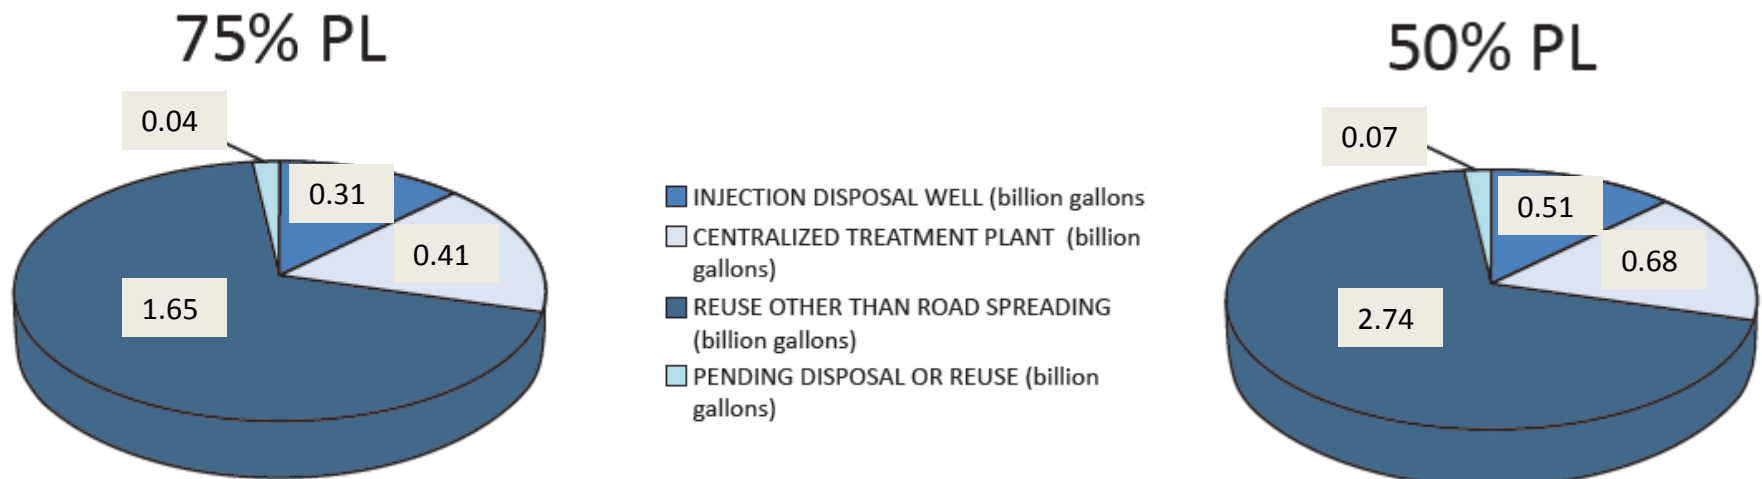 75% PL
0.04
0.31
0.41
1.65
INJECTION DISPOSAL WELL (billion gallons
CENTRALIZED TREATMENT PLANT (billion
gallons)
REUSE OTHER THAN ROAD SPREADING
(billion gallons)
PENDING DISPOSAL OR REUSE (billion
gallons)
50% PL
0.07
0.51
0.68
2.74